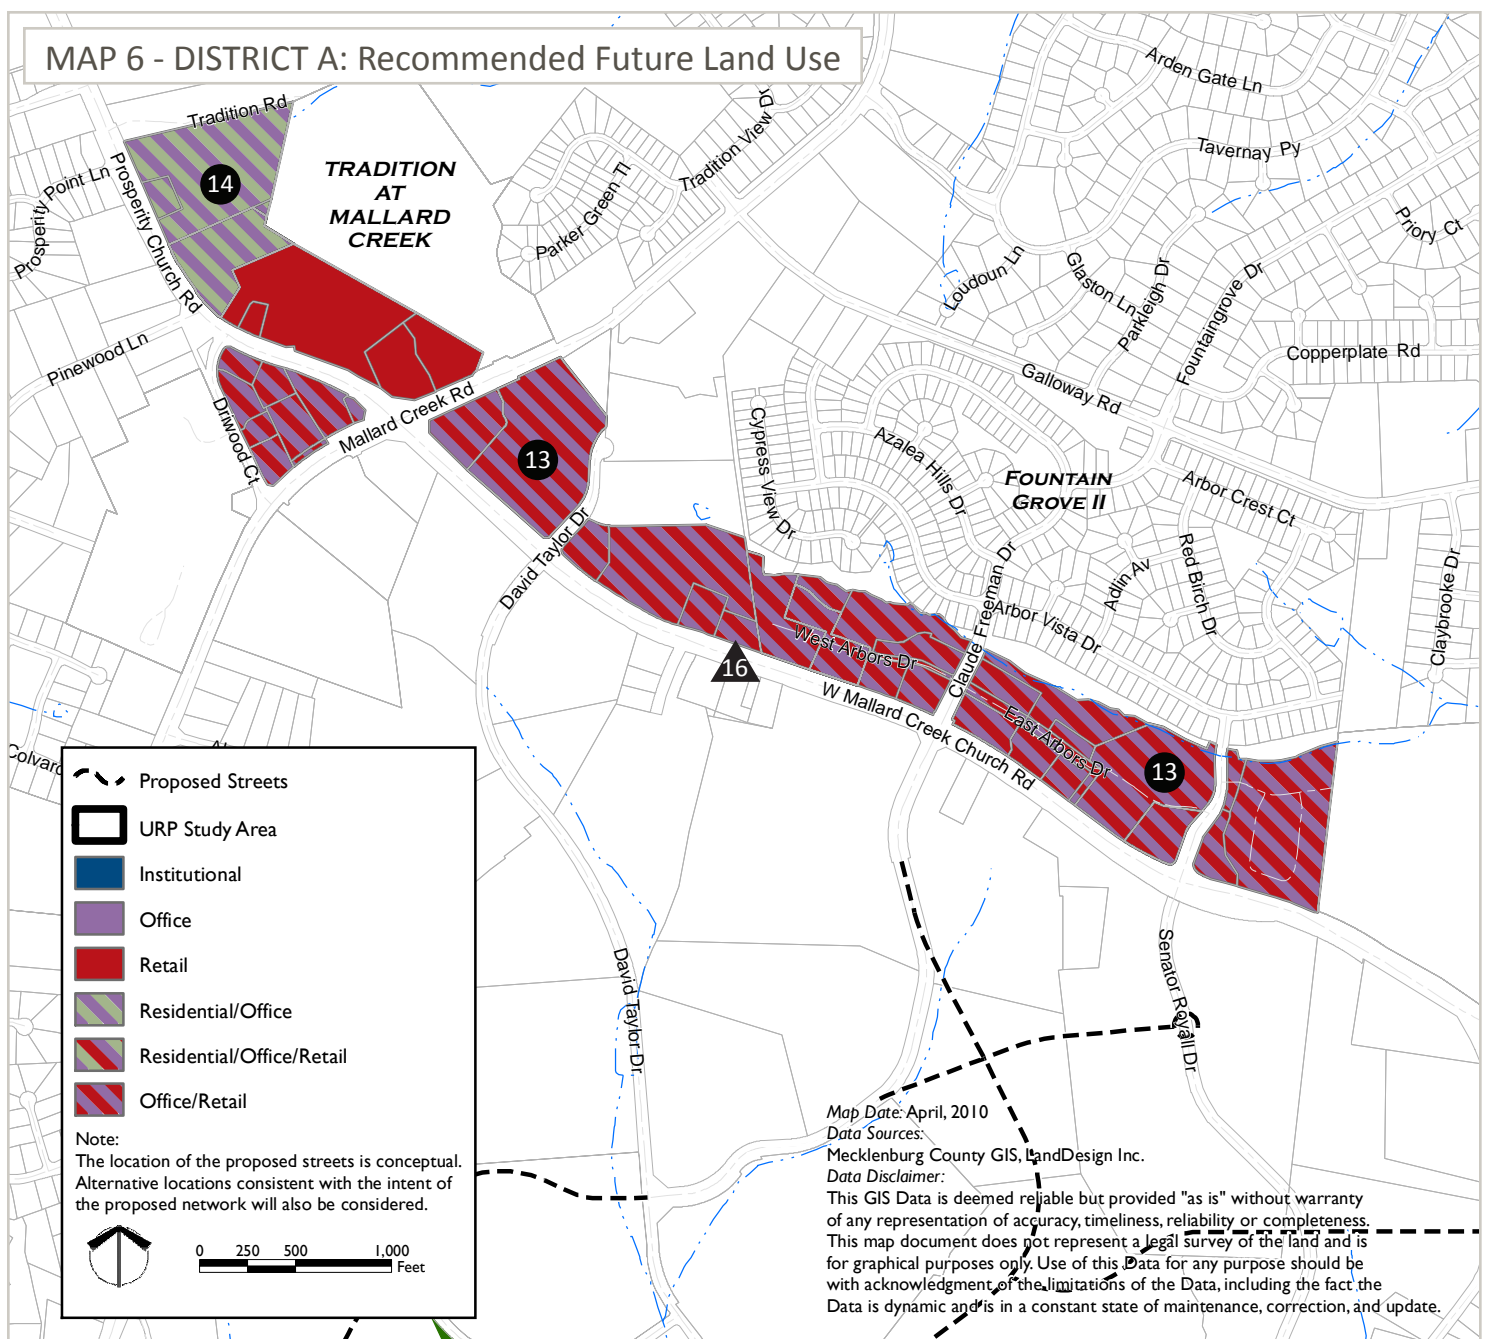 MAP 6 - DISTRICT A: Recommended Future Land Use
Arden Gate Ln
Tavernay Py
Tradition Rd
Tradition View Dr
Tradition View Dr
Priory Ct
Prosperity Point Ln
Prosperity Church Rd
14
TRADITION
AT
MALLARD
CREEK
Parker Green Tl
Loudoun Ln
Glaston Ln
Parkleigh Dr
Fountaingrove Dr
Copperplate Rd
Pinewood Ln
Galloway Rd
Driwood Ct
Mallard Creek Rd
13
Cypress View Dr
Azalea Hills Dr
FOUNTAIN
GROVE II
Arbor Crest Ct
Red Birch Dr
Adlin Av
Claybrooke Dr
David Taylor Dr
Claude Freeman Dr
Arbor Vista Dr
West Arbors Dr
16
W Mallard Creek Church Rd
East Arbors Dr
13
Senator Royall Dr
David Taylor Dr
Proposed Streets
URP Study Area
Institutional
Office
Retail
Residential/Office
Residential/Office/Retail
Office/Retail
Note:
The location of the proposed streets is conceptual.
Alternative locations consistent with the intent of
the proposed network will also be considered.
0 250 500 1,000
Feet
Map Date: April, 2010
Data Sources:
Mecklenburg County GIS, LandDesign Inc.
Data Disclaimer:
This GIS Data is deemed reliable but provided "as is" without warranty
of any representation of accuracy, timeliness, reliability or completeness.
This map document does not represent a legal survey of the land and is
for graphical purposes only. Use of this Data for any purpose should be
with acknowledgment of the limitations of the Data, including the fact the
Data is dynamic and is in a constant state of maintenance, correction, and update.